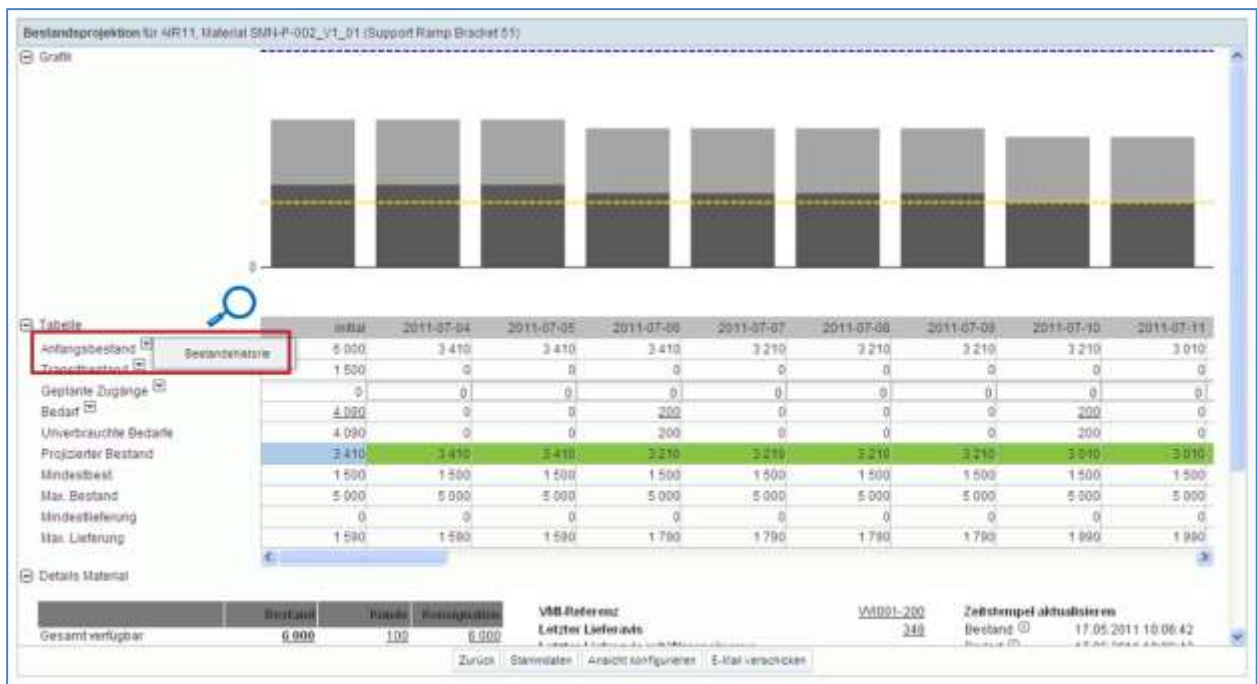 Bestandsprojektion für AIR11, Material SMN-P-002_V1_01 (Support Ramp Bracket 51)
Grafik
0
Tabelle initial 2011-07-04 2011-07-05 2011-07-06 2011-07-07 2011-07-08 2011-07-09 2011-07-10 2011-07-11
Anfangsbestand Bestandshistorie 6 000 3 410 3 410 3 410 3 210 3 210 3 210 3 210 3 010
Transitbestand 1 500 0 0 0 0 0 0 0 0
Geplante Zugänge 0 0 0 0 0 0 0 0 0
Bedarf 4 090 0 0 200 0 0 0 200 0
Unverbrauchte Bedarfe 4 090 0 0 200 0 0 0 200 0
Projizierter Bestand 3 410 3 410 3 410 3 210 3 210 3 210 3 210 3 010 3 010
Mindestbest. 1 500 1 500 1 500 1 500 1 500 1 500 1 500 1 500 1 500
Max. Bestand 5 000 5 000 5 000 5 000 5 000 5 000 5 000 5 000 5 000
Mindestlieferung 0 0 0 0 0 0 0 0 0
Max. Lieferung 1 590 1 590 1 590 1 790 1 790 1 790 1 790 1 990 1 990
Details Material
Bestand Kunde Konsignation VMI-Referenz VMI001-200 Zeitstempel aktualisieren
Gesamt verfügbar 6.000 100 6.000 Letzter Lieferavis 348 Bestand 17.05.2011 10:06:42
Zurück Stammdaten Ansicht konfigurieren E-Mail verschicken